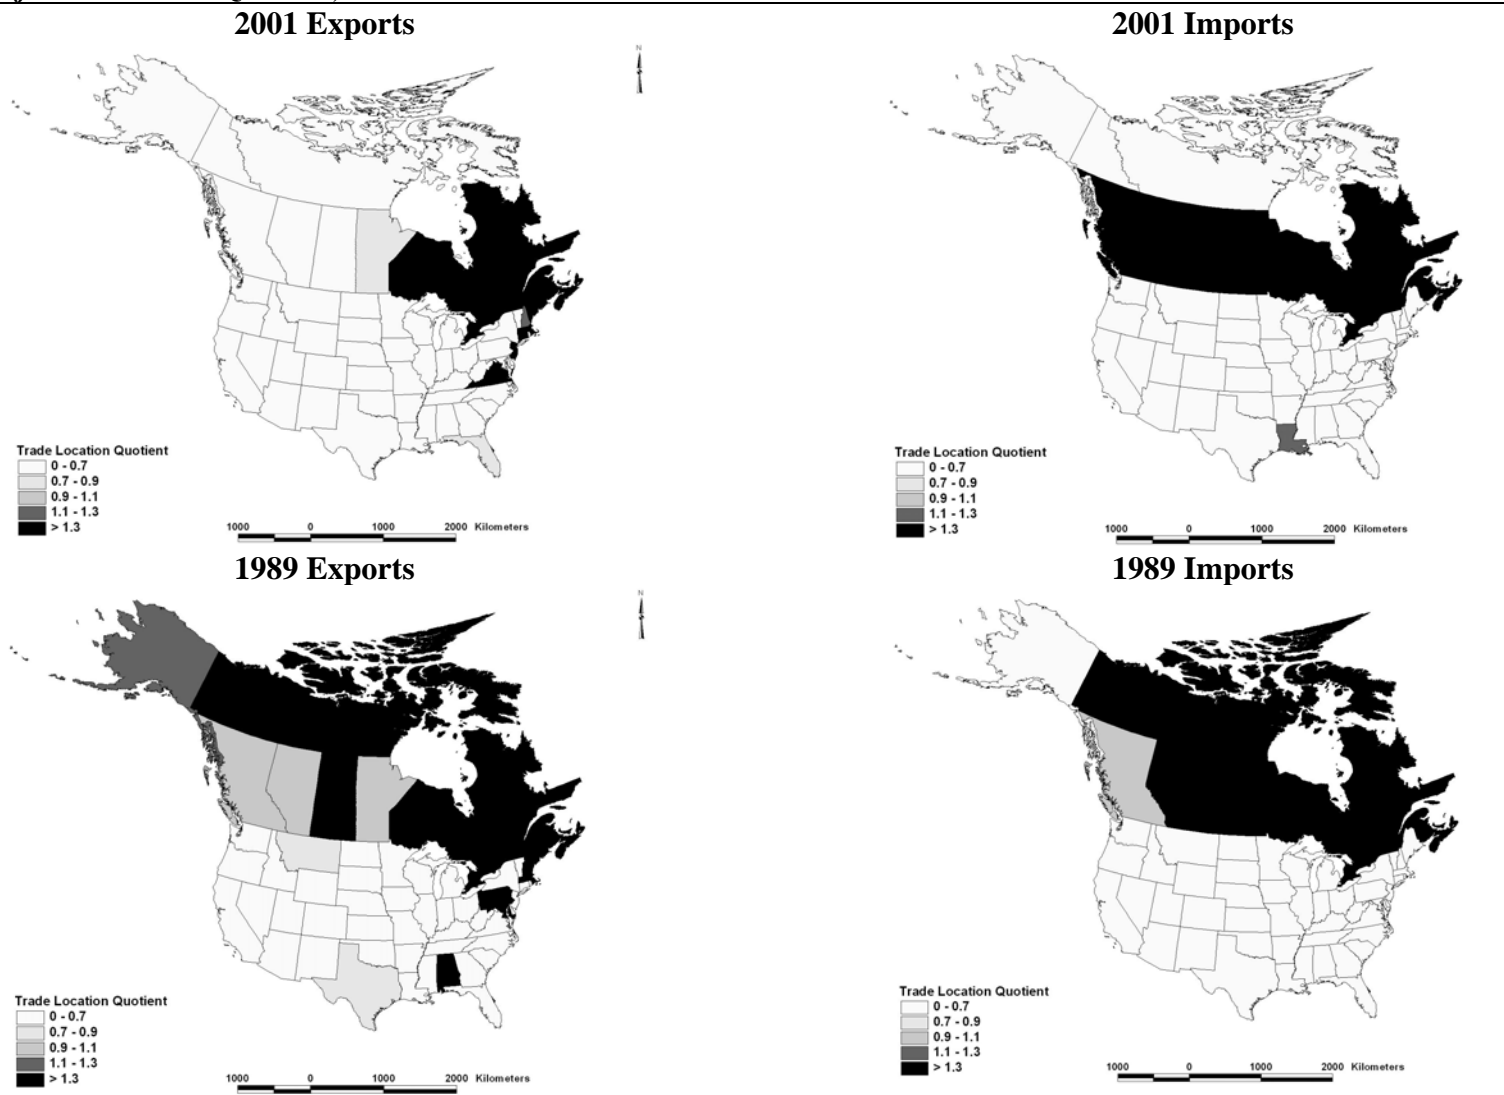 2001 Exports
N
Trade Location Quotient
0 - 0.7
0.7 - 0.9
0.9 - 1.1
1.1 - 1.3
> 1.3
1000 0 1000 2000 Kilometers
2001 Imports
Trade Location Quotient
0 - 0.7
0.7 - 0.9
0.9 - 1.1
1.1 - 1.3
> 1.3
1000 0 1000 2000 Kilometers
1989 Exports
N
Trade Location Quotient
0 - 0.7
0.7 - 0.9
0.9 - 1.1
1.1 - 1.3
> 1.3
1000 0 1000 2000 Kilometers
1989 Imports
Trade Location Quotient
0 - 0.7
0.7 - 0.9
0.9 - 1.1
1.1 - 1.3
> 1.3
1000 0 1000 2000 Kilometers